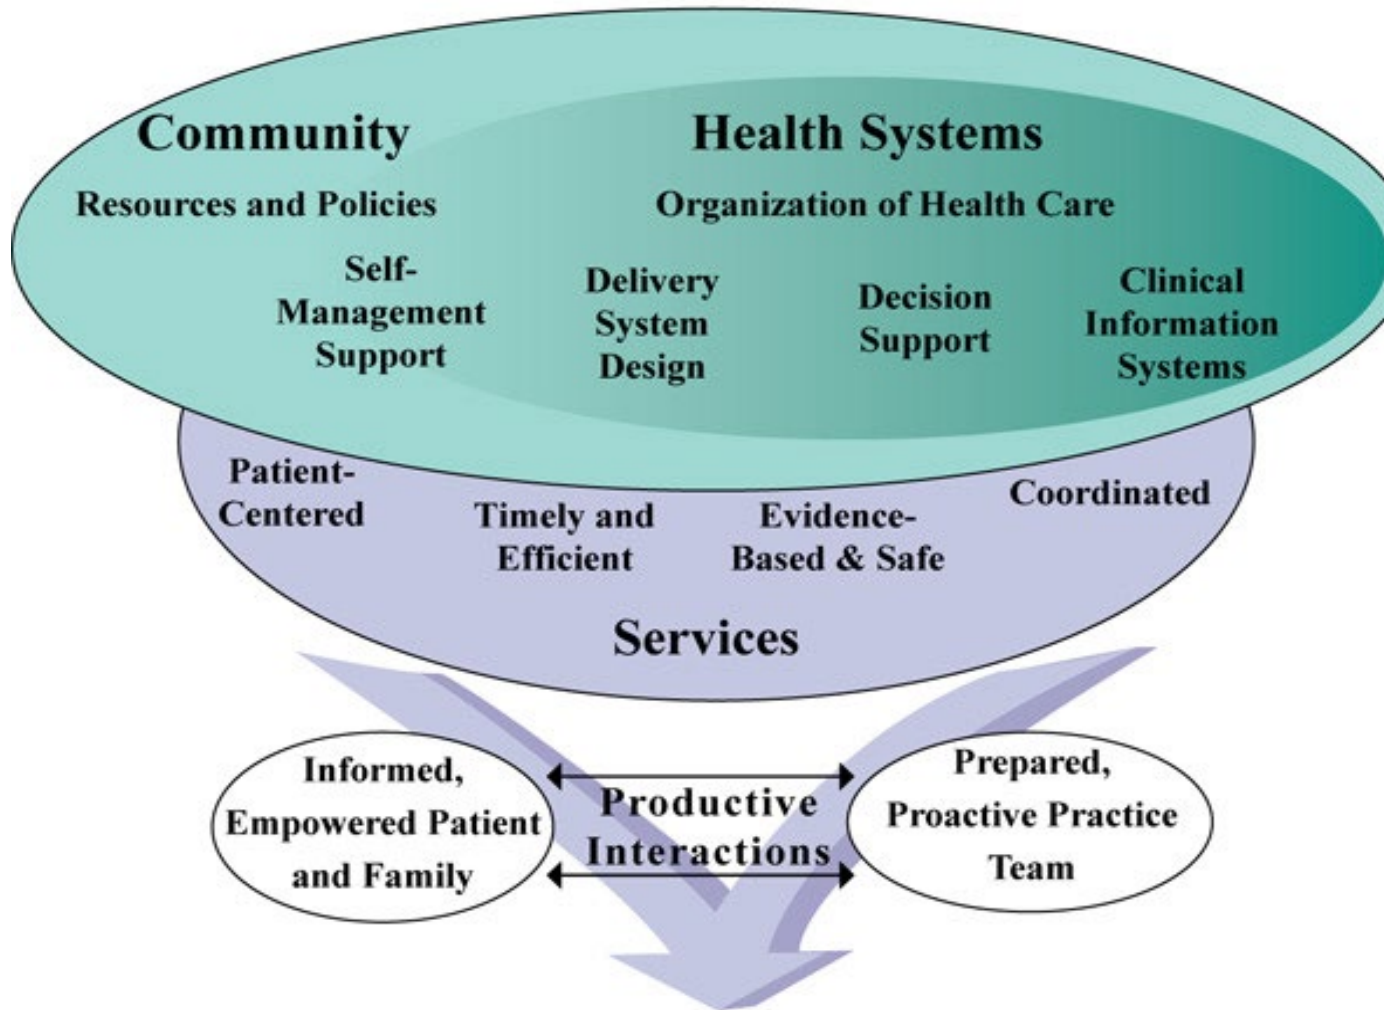 Community
Health Systems
Resources and Policies
Organization of Health Care
Self-
Management
Support
Delivery
System
Design
Decision
Support
Clinical
Information
Systems
Patient-
Centered
Timely and
Efficient
Evidence-
Based & Safe
Coordinated
Services
Informed,
Empowered Patient
and Family
Productive
Interactions
Prepared,
Proactive Practice
Team